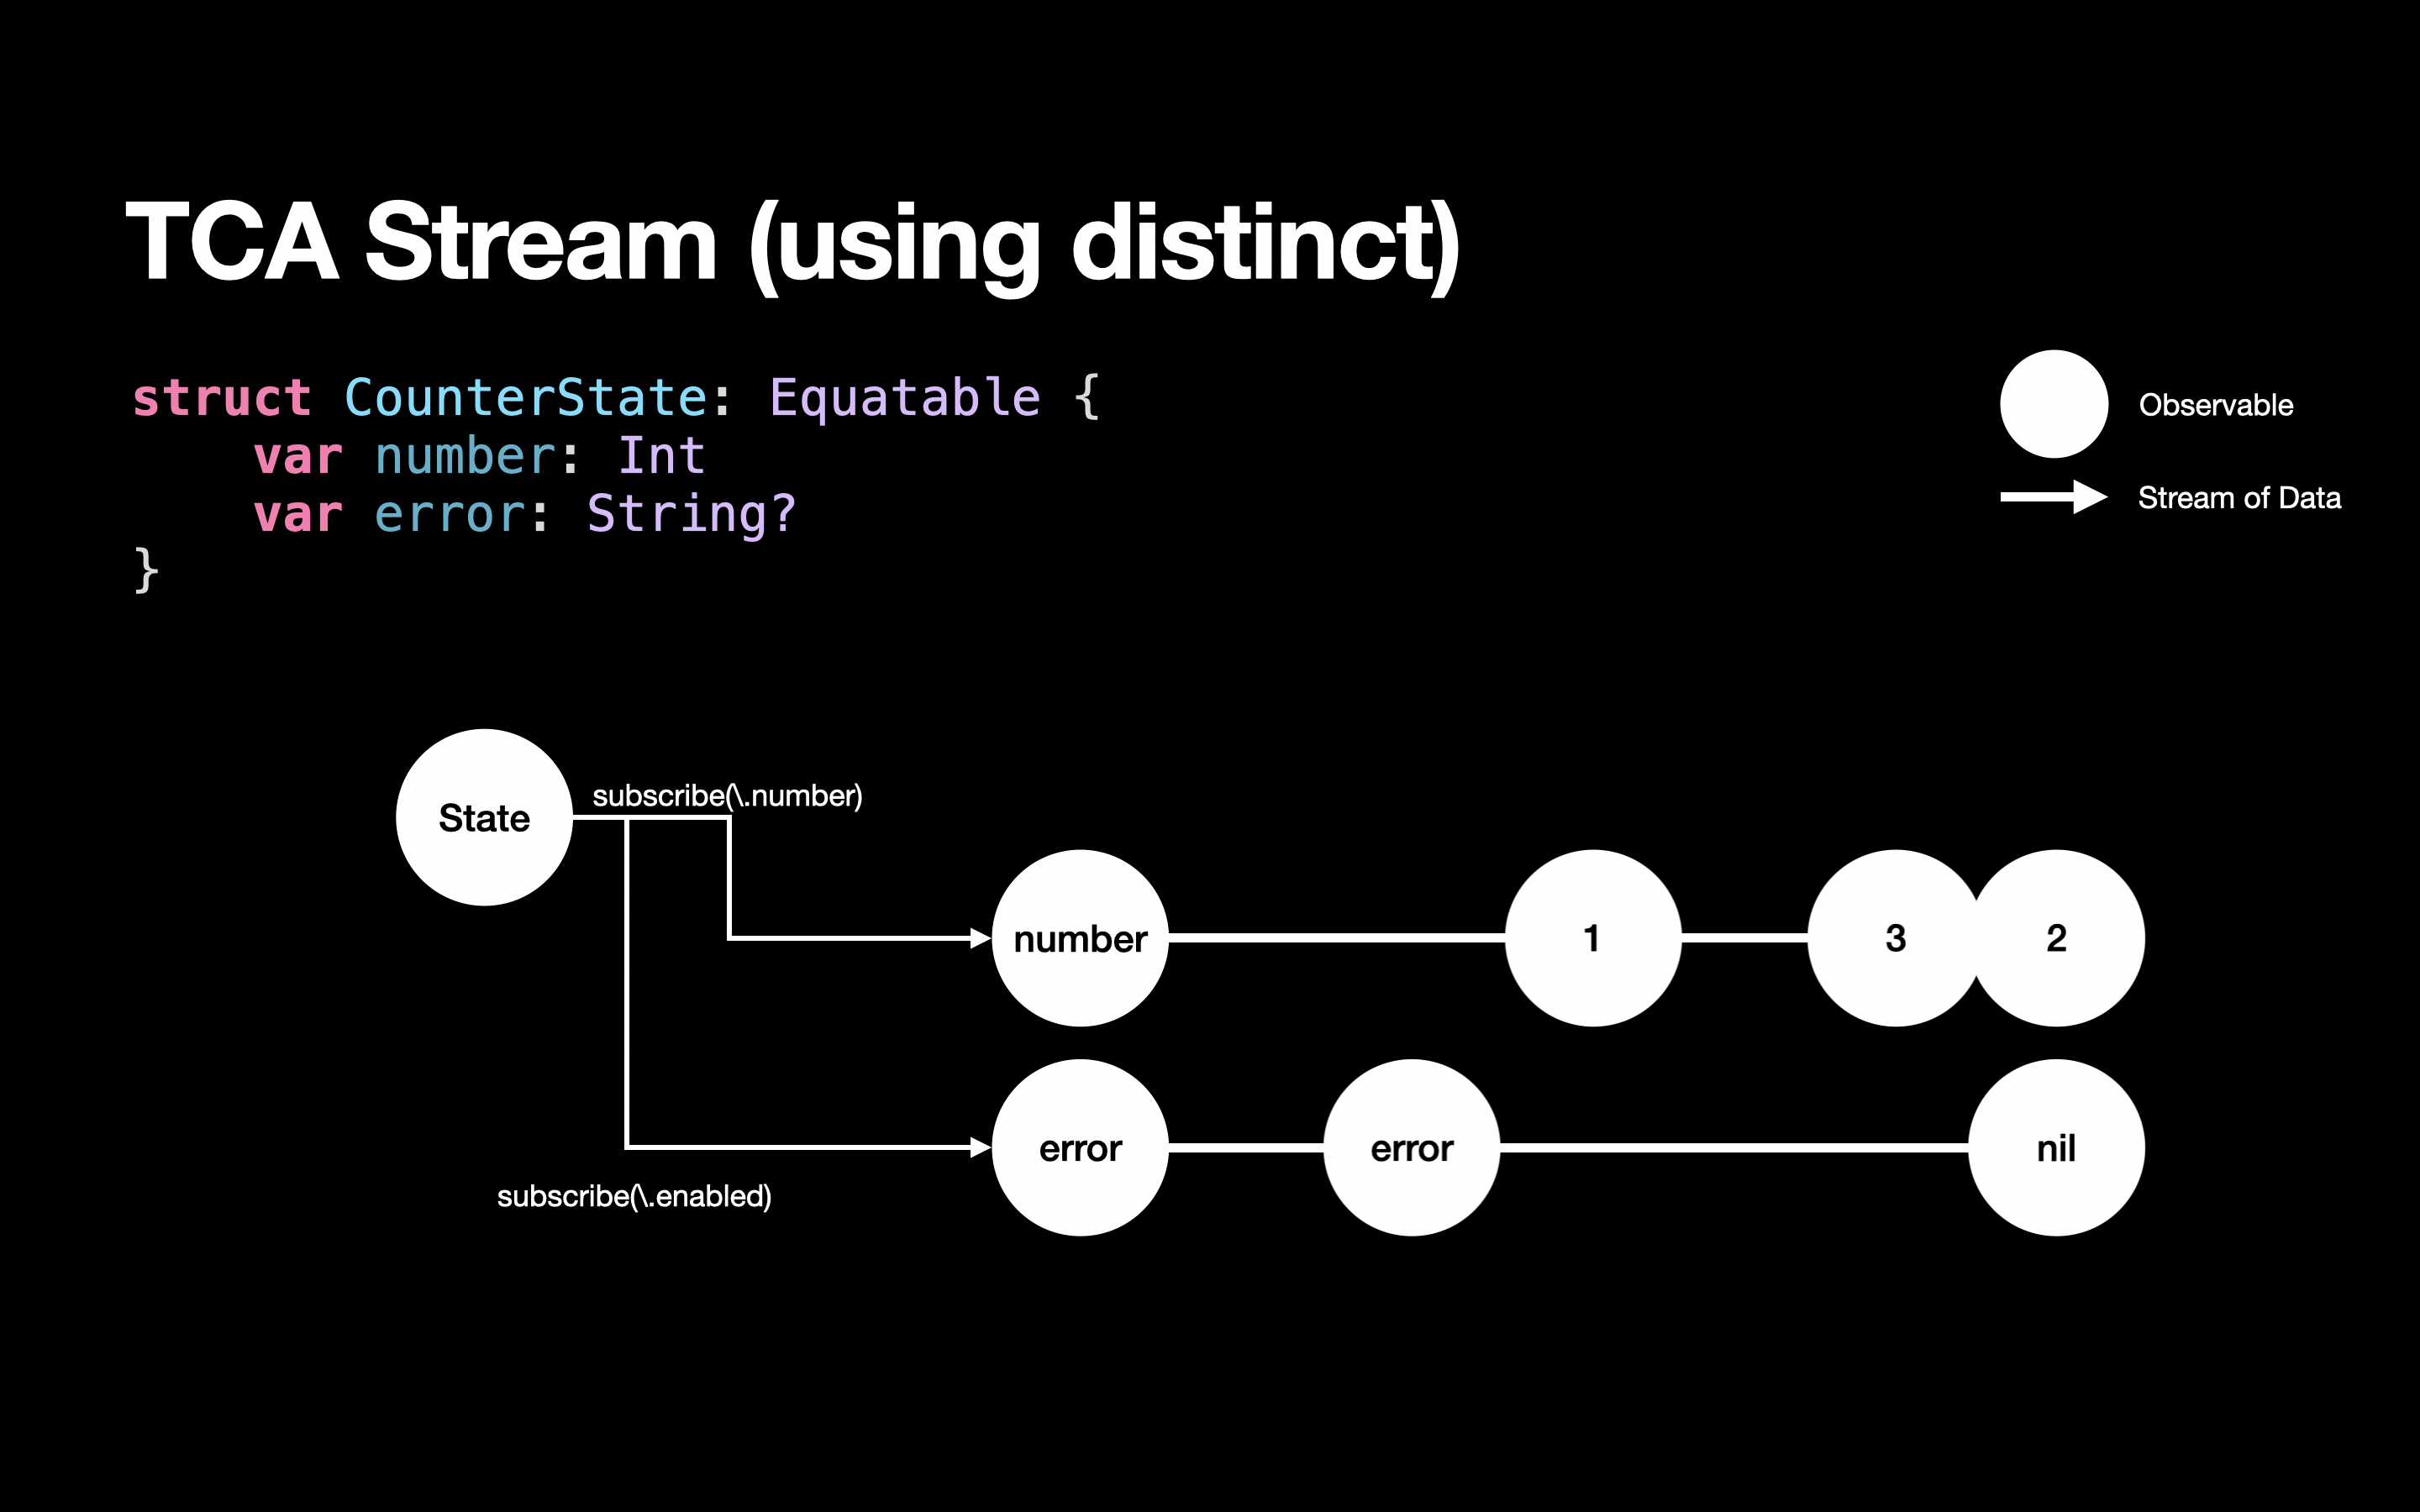 TCA Stream (using distinct)
struct CounterState: Equatable {
    var number: Int
    var error: String?
}
Observable
Stream of Data
State
subscribe(\.number)
number
1
3
2
error
error
nil
subscribe(\.enabled)